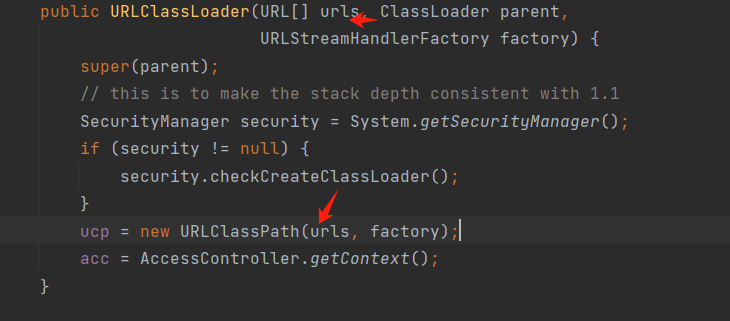 public URLClassLoader(URL[] urls, ClassLoader parent,
URLStreamHandlerFactory factory) {
super(parent);
// this is to make the stack depth consistent with 1.1
SecurityManager security = System.getSecurityManager();
if (security != null) {
security.checkCreateClassLoader();
}
ucp = new URLClassPath(urls, factory);
acc = AccessController.getContext();
}